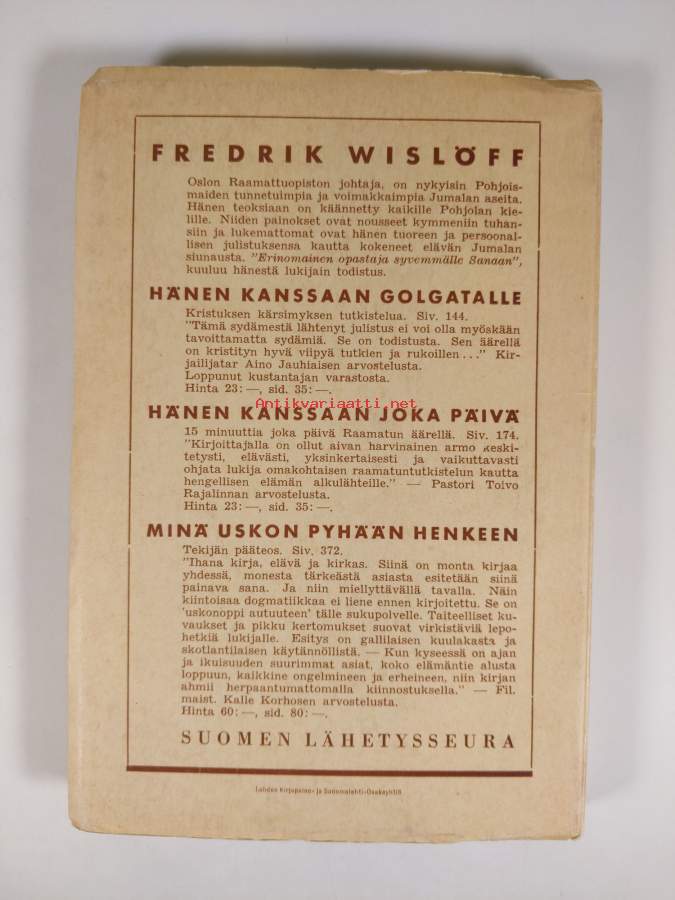 FREDRIK WISLÖFF
Oslon Raamattuopiston johtaja, on nykyisin Pohjois-
maiden tunnetuimpia ja voimakkaimpia Jumalan aseita.
Hänen teoksiaan on käännetty kaikille Pohjolan kie-
lille. Niiden painokset ovat nousseet kymmeniin tuhan-
siin ja lukemattomat ovat hänen tuoreen ja persoonal-
lisen julistuksensa kautta kokeneet elävän Jumalan
siunausta. "Erinomainen opastaja syvemmälle Sanaan",
kuuluu hänestä lukijain todistus.
HÄNEN KANSSAAN GOLGATALLE
Kristuksen kärsimyksen tutkistelua. Siv. 144.
"Tämä sydämestä lähtenyt julistus ei voi olla myöskään
tavoittamatta sydämiä. Se on todistusta. Sen äärellä
on kristityn hyvä viipyä tutkien ja rukoillen..." Kir-
jailijatar Aino Jauhiaisen arvostelusta.
Loppunut kustantajan varastosta.
Hinta 23:—, sid. 35:—.
Antikvariaatti.net
HÄNEN KANSSAAN JOKA PÄIVÄ
15 minuuttia joka päivä Raamatun äärellä. Siv. 174.
"Kirjoittajalla on ollut aivan harvinainen armo keski-
tetysti, elävästi, yksinkertaisesti ja vaikuttavasti
ohjata lukija omakohtaisen raamatuntutkistelun kautta
hengellisen elämän alkulähteille." — Pastori Toivo
Rajalinnan arvostelusta.
Hinta 23:—, sid. 35:—.
MINÄ USKON PYHÄÄN HENKEEN
Tekijän pääteos. Siv. 372.
"Ihana kirja, elävä ja kirkas. Siinä on monta kirjaa
yhdessä, monesta tärkeästä asiasta esitetään siinä
painava sana. Ja niin miellyttävällä tavalla. Näin
kiintoisaa dogmatiikkaa ei liene ennen kirjoitettu. Se on
'uskonoppi autuuteen' tälle sukupolvelle. Taiteelliset ku-
vaukset ja pikku kertomukset suovat virkistäviä lepo-
hetkiä lukijalle. Esitys on gallilaisen kuulakasta ja
skotlantilaisen käytännöllistä. — Kun kyseessä on ajan
ja ikuisuuden suurimmat asiat, koko elämäntie alusta
loppuun, kaikkine ongelmineen ja erheineen, niin kirjan
ahmii herpaantumattomalla kiinnostuksella." — Fil.
maist. Kalle Korhosen arvostelusta.
Hinta 60:—, sid. 80:—.
SUOMEN LÄHETYSSEURA
Lahden Kirjapaino- ja Sanomalehti-Osakeyhtiö